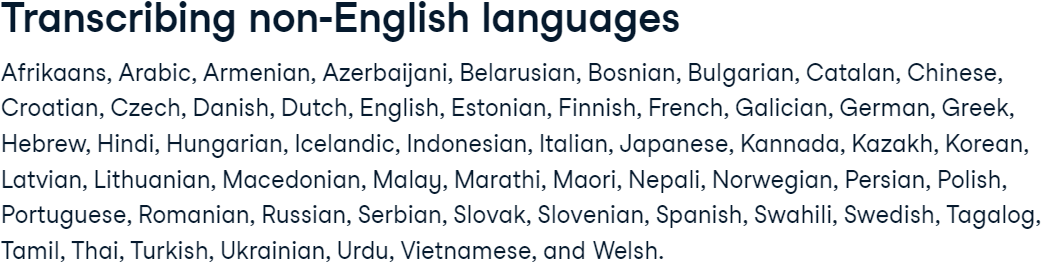 Transcribing non-English languages
Afrikaans, Arabic, Armenian, Azerbaijani, Belarusian, Bosnian, Bulgarian, Catalan, Chinese,
Croatian, Czech, Danish, Dutch, English, Estonian, Finnish, French, Galician, German, Greek,
Hebrew, Hindi, Hungarian, Icelandic, Indonesian, Italian, Japanese, Kannada, Kazakh, Korean,
Latvian, Lithuanian, Macedonian, Malay, Marathi, Maori, Nepali, Norwegian, Persian, Polish,
Portuguese, Romanian, Russian, Serbian, Slovak, Slovenian, Spanish, Swahili, Swedish, Tagalog,
Tamil, Thai, Turkish, Ukrainian, Urdu, Vietnamese, and Welsh.